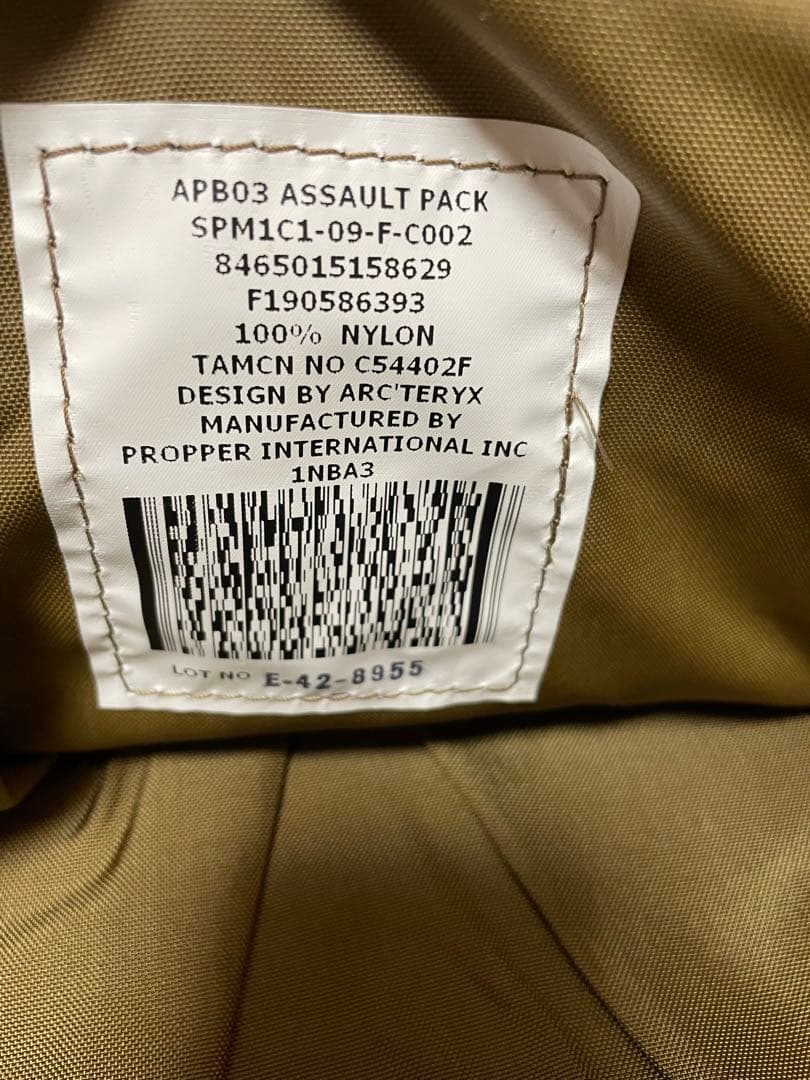 APB03 ASSAULT PACK
SPM1C1-09-F-C002
8465015158629
F190586393
100% NYLON
TAMCN NO C54402F
DESIGN BY ARC'TERYX
MANUFACTURED BY
PROPPER INTERNATIONAL INC
1NBA3
LOT NO E-42-8955